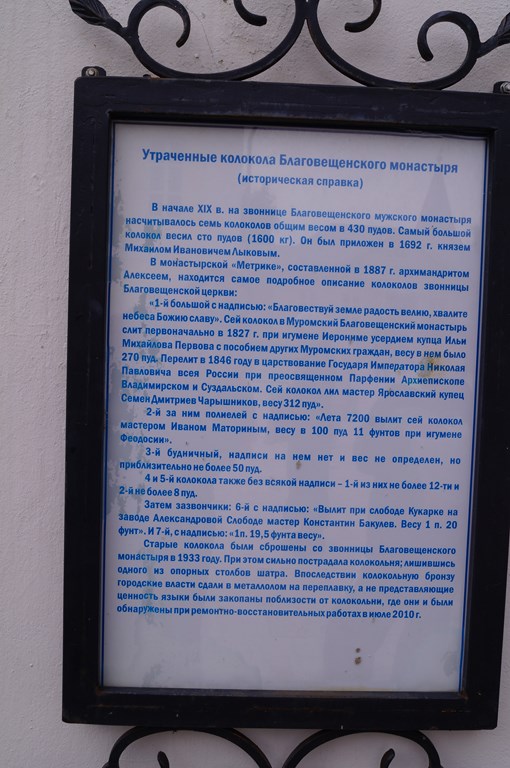 Утраченные колокола Благовещенского монастыря
(историческая справка)
В начале XIX в. на звоннице Благовещенского мужского монастыря
насчитывалось семь колоколов общим весом в 430 пудов. Самый большой
колокол весил сто пудов (1600 кг). Он был приложен в 1692 г. князем
Михаилом Ивановичем Лыковым.
В монастырской «Метрике», составленной в 1887 г. архимандритом
Алексеем, находится самое подробное описание колоколов звонницы
Благовещенской церкви:
«1-й большой с надписью: «Благовествуй земле радость велию, хвалите
небеса Божию славу». Сей колокол в Муромский Благовещенский монастырь
слит первоначально в 1827 г. при игумене Иерониме усердием купца Ильи
Михайлова Первова с пособием других Муромских граждан, весу в нем было
270 пуд. Перелит в 1846 году в царствование Государя Императора Николая
Павловича всея России при преосвященном Парфении Архиепископе
Владимирском и Суздальском. Сей колокол лил мастер Ярославский купец
Семен Дмитриев Чарышников, весу 312 пуд».
2-й за ним полиелей с надписью: «Лета 7200 вылит сей колокол
мастером Иваном Маториным, весу в 100 пуд 11 фунтов при игумене
Феодосии».
3-й будничный, надписи на нем нет и вес не определен, но
приблизительно не более 50 пуд.
4 и 5-й колокола также без всякой надписи – 1-й из них не более 12-ти и
2-й не более 8 пуд.
Затем зазвончики: 6-й с надписью: «Вылит при слободе Кукарке на
заводе Александровой Слободе мастер Константин Бакулев. Весу 1 п. 20
фунт». И 7-й, с надписью: «1п. 19,5 фунта весу».
Старые колокола были сброшены со звонницы Благовещенского
монастыря в 1933 году. При этом сильно пострадала колокольня; лишившись
одного из опорных столбов шатра. Впоследствии колокольную бронзу
городские власти сдали в металлолом на переплавку, а не представляющие
ценность языки были закопаны поблизости от колокольни, где они и были
обнаружены при ремонтно-восстановительных работах в июле 2010 г.